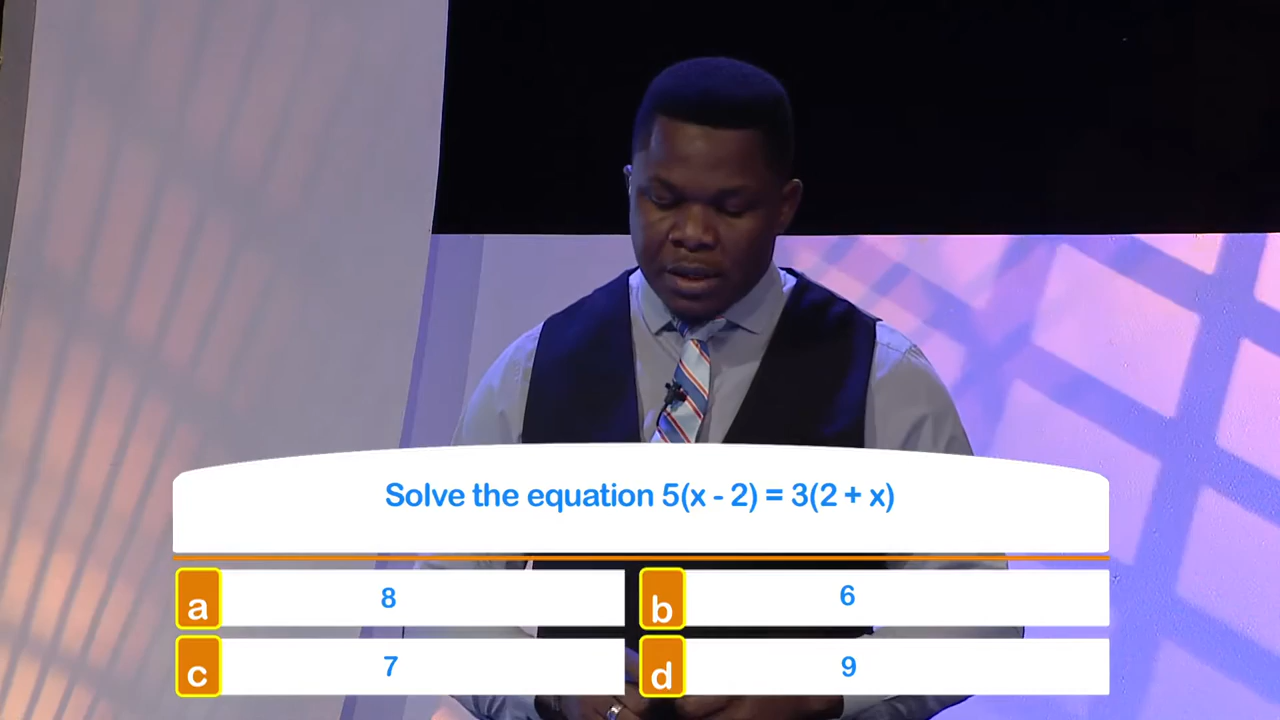 Solve the equation 5(x - 2) = 3(2 + x)
a 8
b 6
c 7
d 9